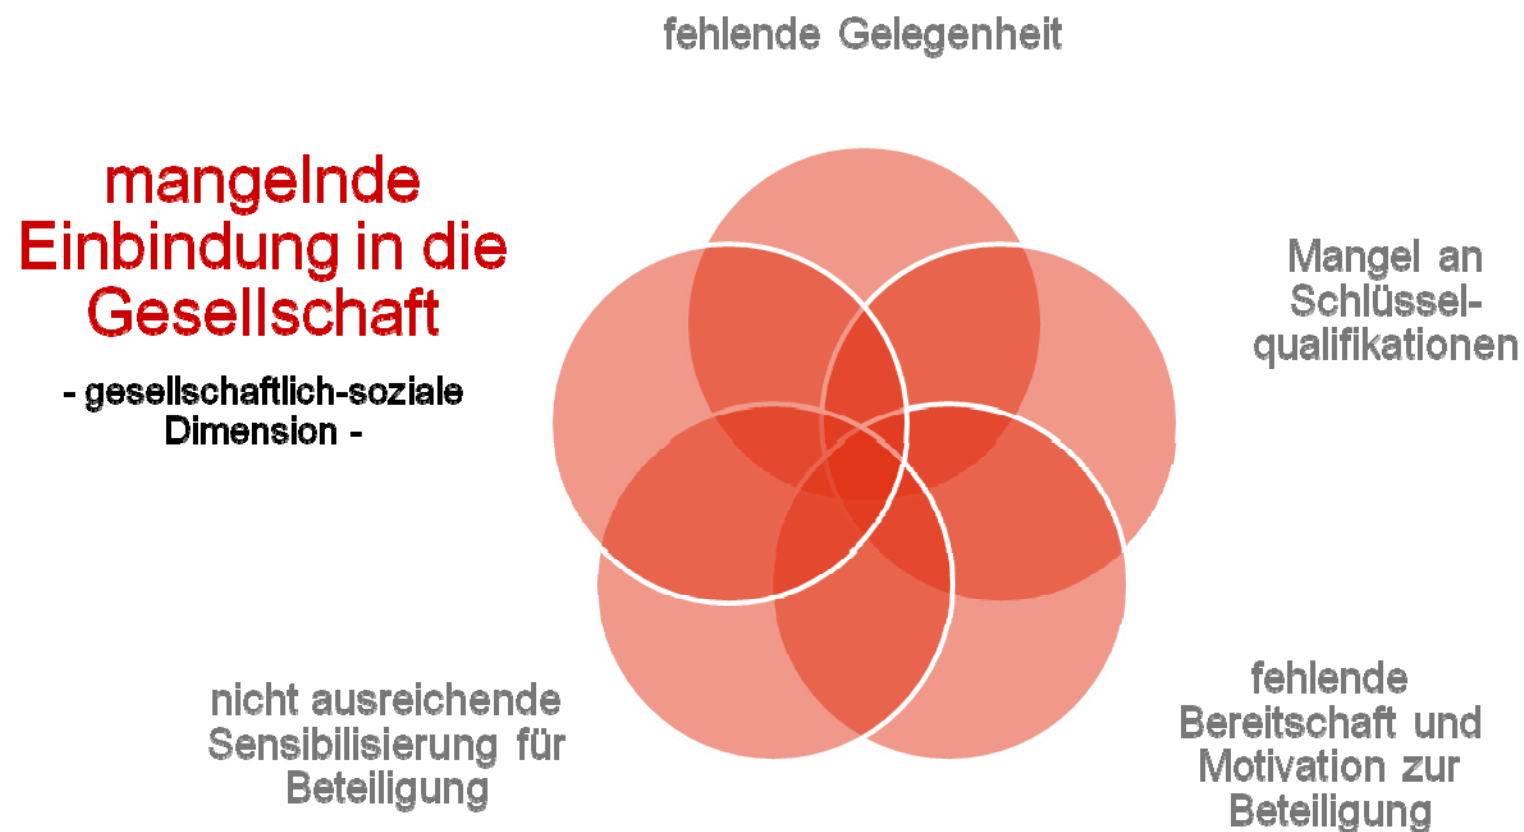 fehlende Gelegenheit
mangelnde
Einbindung in die
Gesellschaft
- gesellschaftlich-soziale
Dimension -
Mangel an
Schlüssel-
qualifikationen
nicht ausreichende
Sensibilisierung für
Beteiligung
fehlende
Bereitschaft und
Motivation zur
Beteiligung